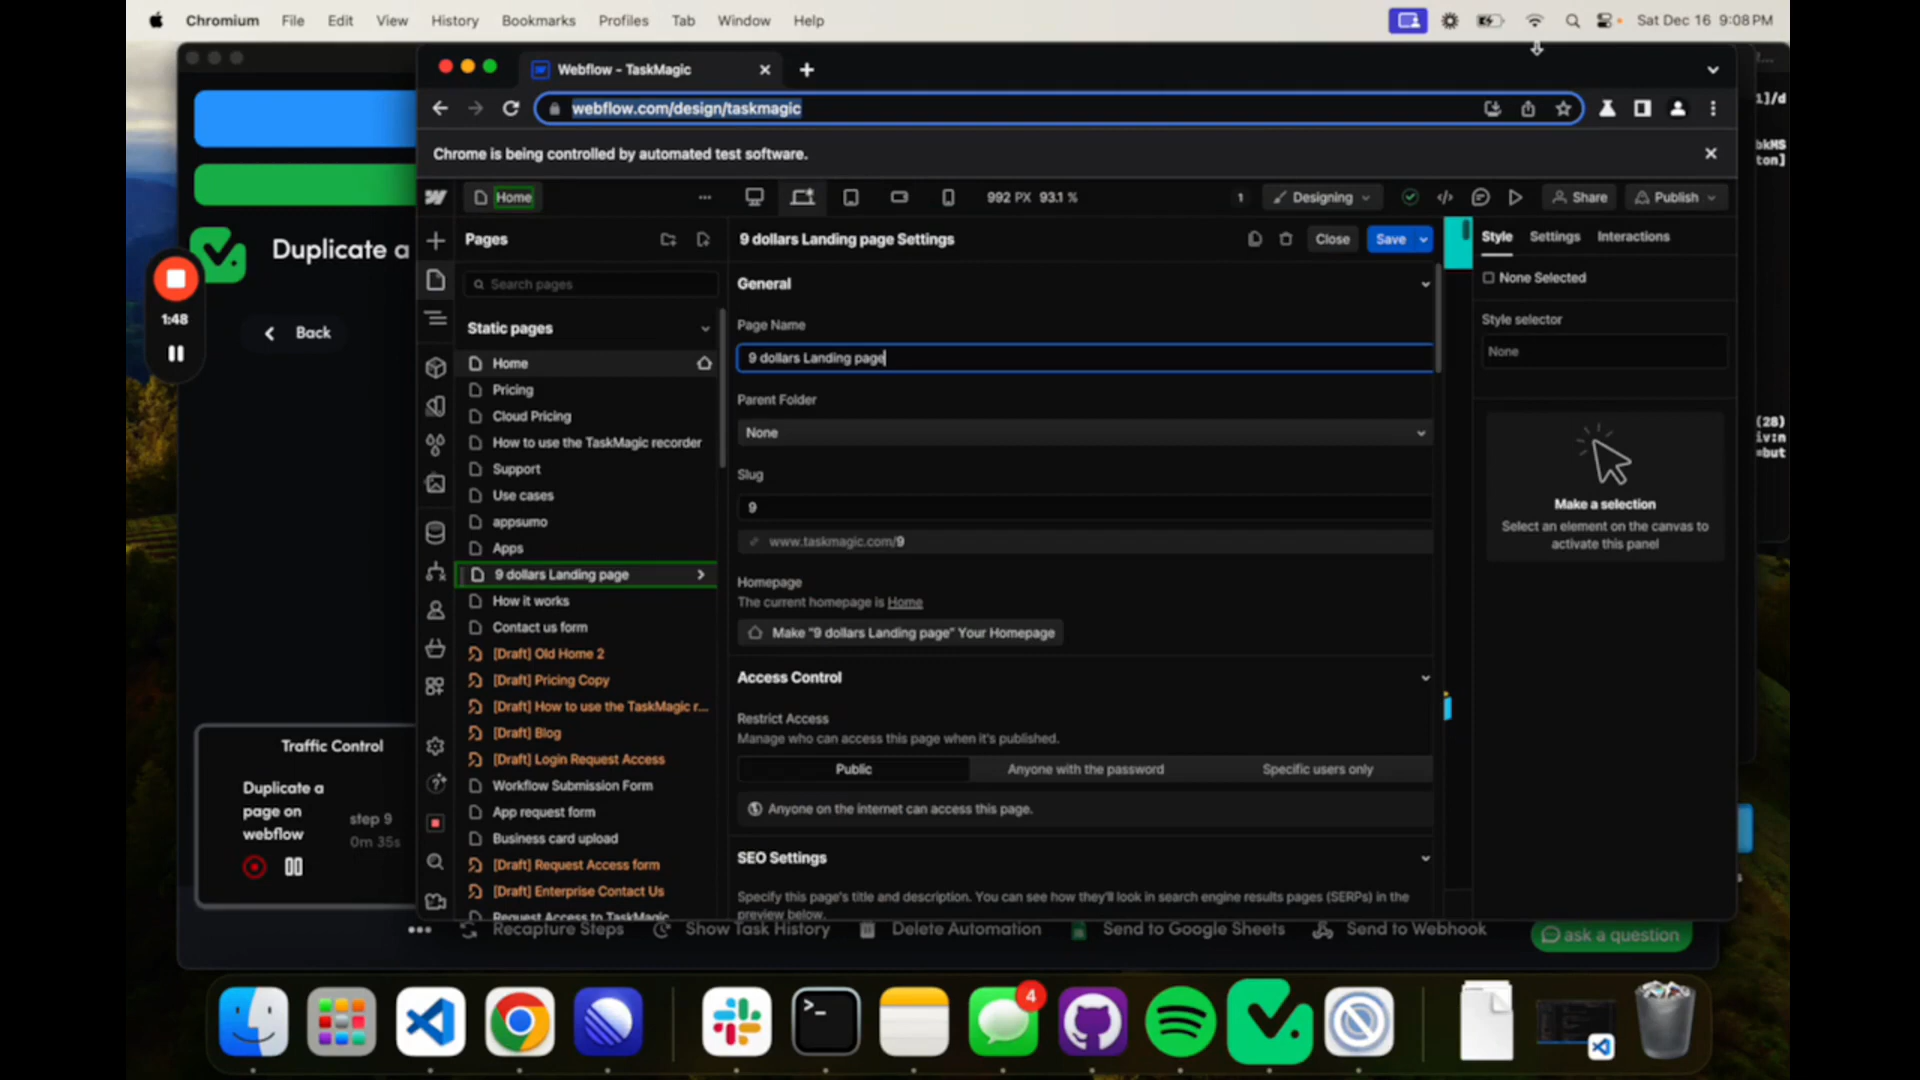 Chromium File Edit View History Bookmarks Profiles Tab Window Help
Sat Dec 16 9:08 PM
Webflow - TaskMagic
webflow.com/design/taskmagic
Chrome is being controlled by automated test software.
Home
992 PX 93.1 %
1
Designing
Share
Publish
Duplicate a
1:48
Back
Pages
Search pages
Static pages
Home
Pricing
Cloud Pricing
How to use the TaskMagic recorder
Support
Use cases
appsumo
Apps
9 dollars Landing page
How it works
Contact us form
[Draft] Old Home 2
[Draft] Pricing Copy
[Draft] How to use the TaskMagic r...
[Draft] Blog
[Draft] Login Request Access
Workflow Submission Form
App request form
Business card upload
[Draft] Request Access form
[Draft] Enterprise Contact Us
Request Access to TaskMagic
9 dollars Landing page Settings
Close
Save
General
Page Name
9 dollars Landing page
Parent Folder
None
Slug
9
www.taskmagic.com/9
Homepage
The current homepage is Home
Make "9 dollars Landing page" Your Homepage
Access Control
Restrict Access
Manage who can access this page when it's published.
Public
Anyone with the password
Specific users only
Anyone on the internet can access this page.
SEO Settings
Specify this page's title and description. You can see how they'll look in search engine results pages (SERPs) in the
preview below.
Style Settings Interactions
None Selected
Style selector
None
Make a selection
Select an element on the canvas to
activate this panel
1]/d
bkMS
ton]
(28)
iv:n
=but
Traffic Control
Duplicate a
page on
webflow
step 9
0m 35s
Recapture Steps
Show Task History
Delete Automation
Send to Google Sheets
Send to Webhook
ask a question
4